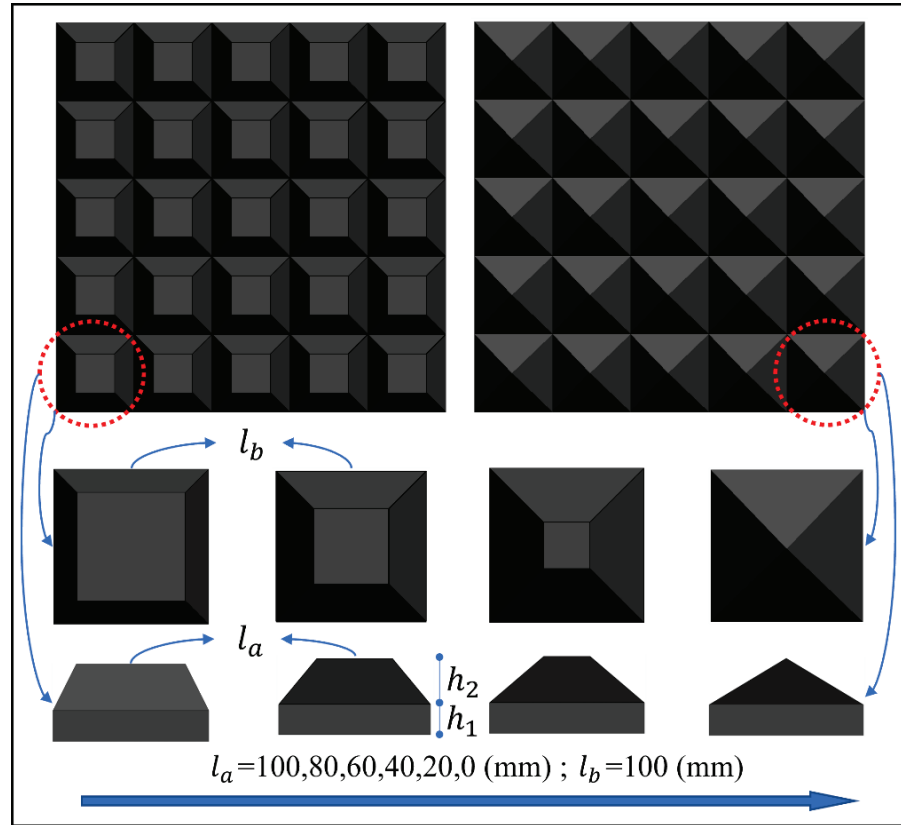 l_b
l_a
h_2
h_1
l_a=100,80,60,40,20,0 (mm) ; l_b=100 (mm)